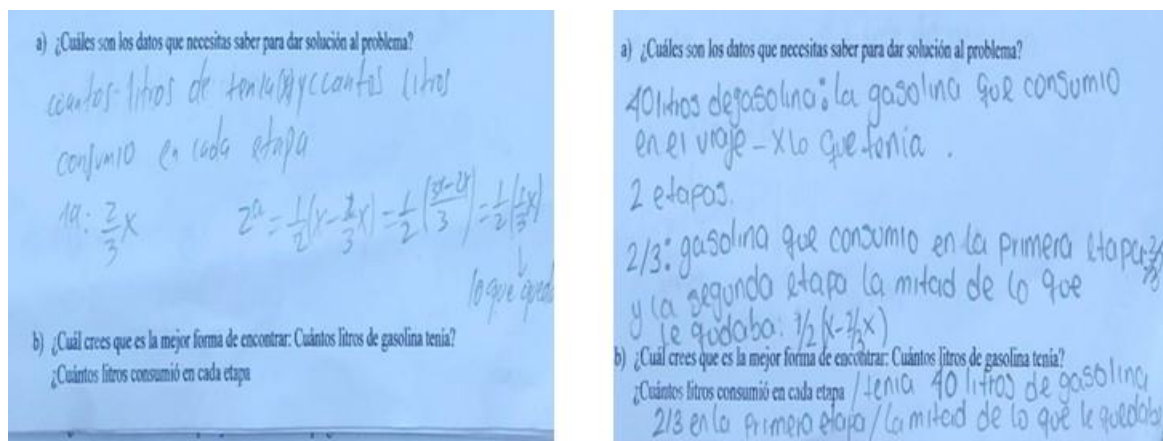 a) ¿Cuáles son los datos que necesitas saber para dar solución al problema?
cuantos litros de tenia y cuantos litros
consumio en cada etapa
1ª: 2/3 x 2ª = 1/2 (x - 2/3 x) = 1/2 (3x-2x/3) = 1/2 (1/3 x)
↓
lo que queda
b) ¿Cuál crees que es la mejor forma de encontrar: Cuántos litros de gasolina tenia?
¿Cuántos litros consumió en cada etapa
a) ¿Cuáles son los datos que necesitas saber para dar solución al problema?
40 litros de gasolina: la gasolina que consumio
en el viaje - X lo que tenia.
2 etapas.
2/3: gasolina que consumio en la primera etapa: 2/3
y la segunda etapa la mitad de lo que
le qudaba: 1/2 (x-2/3x)
b) ¿Cuál crees que es la mejor forma de encontrar: Cuántos litros de gasolina tenia?
¿Cuántos litros consumió en cada etapa / tenia 40 litros de gasolina
2/3 en la primera etapa / la mitad de lo que le quedaba